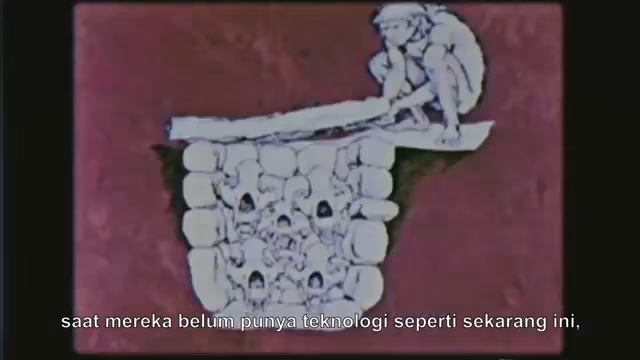 saat mereka belum punya teknologi seperti sekarang ini,